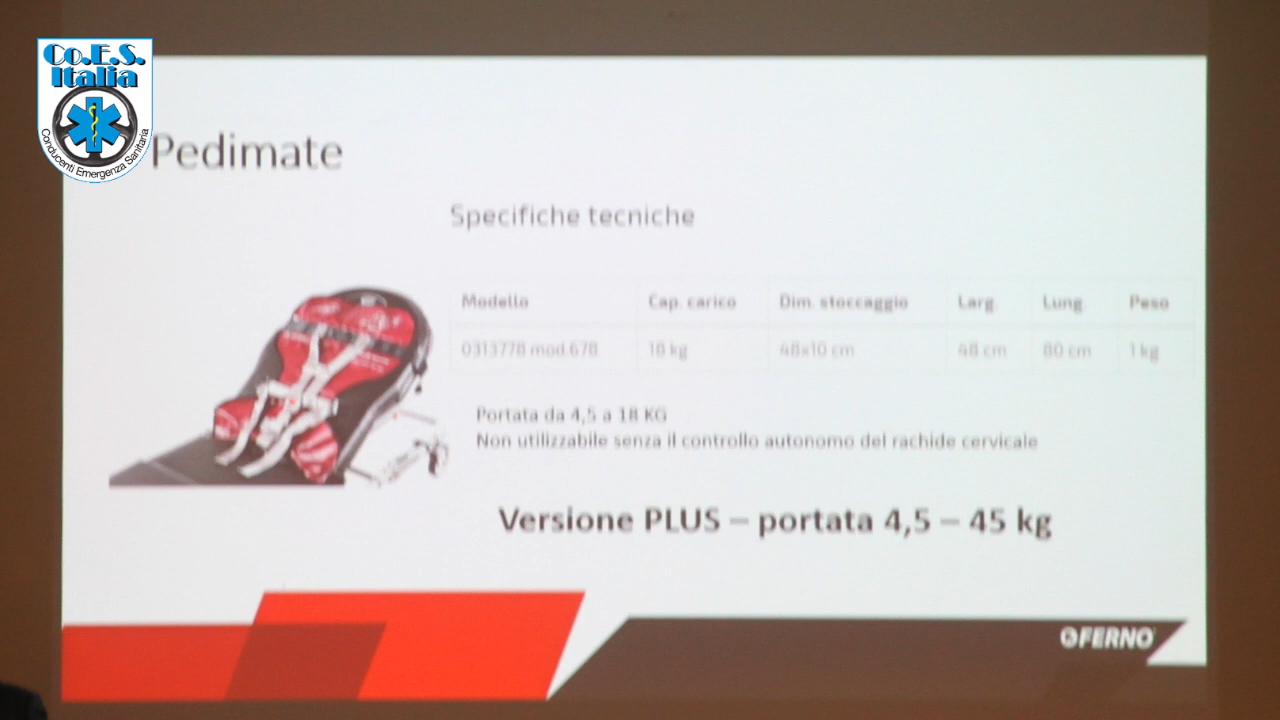 Co.E.S.
Italia
Conducenti Emergenza Sanitaria
Pedimate
Specifiche tecniche
Modello Cap. carico Dim. stoccaggio Larg. Lung. Peso
0313778 mod.678 18 kg 48x10 cm 48 cm 80 cm 1 kg
Portata da 4,5 a 18 KG
Non utilizzabile senza il controllo autonomo del rachide cervicale
Versione PLUS – portata 4,5 – 45 kg
FERNO